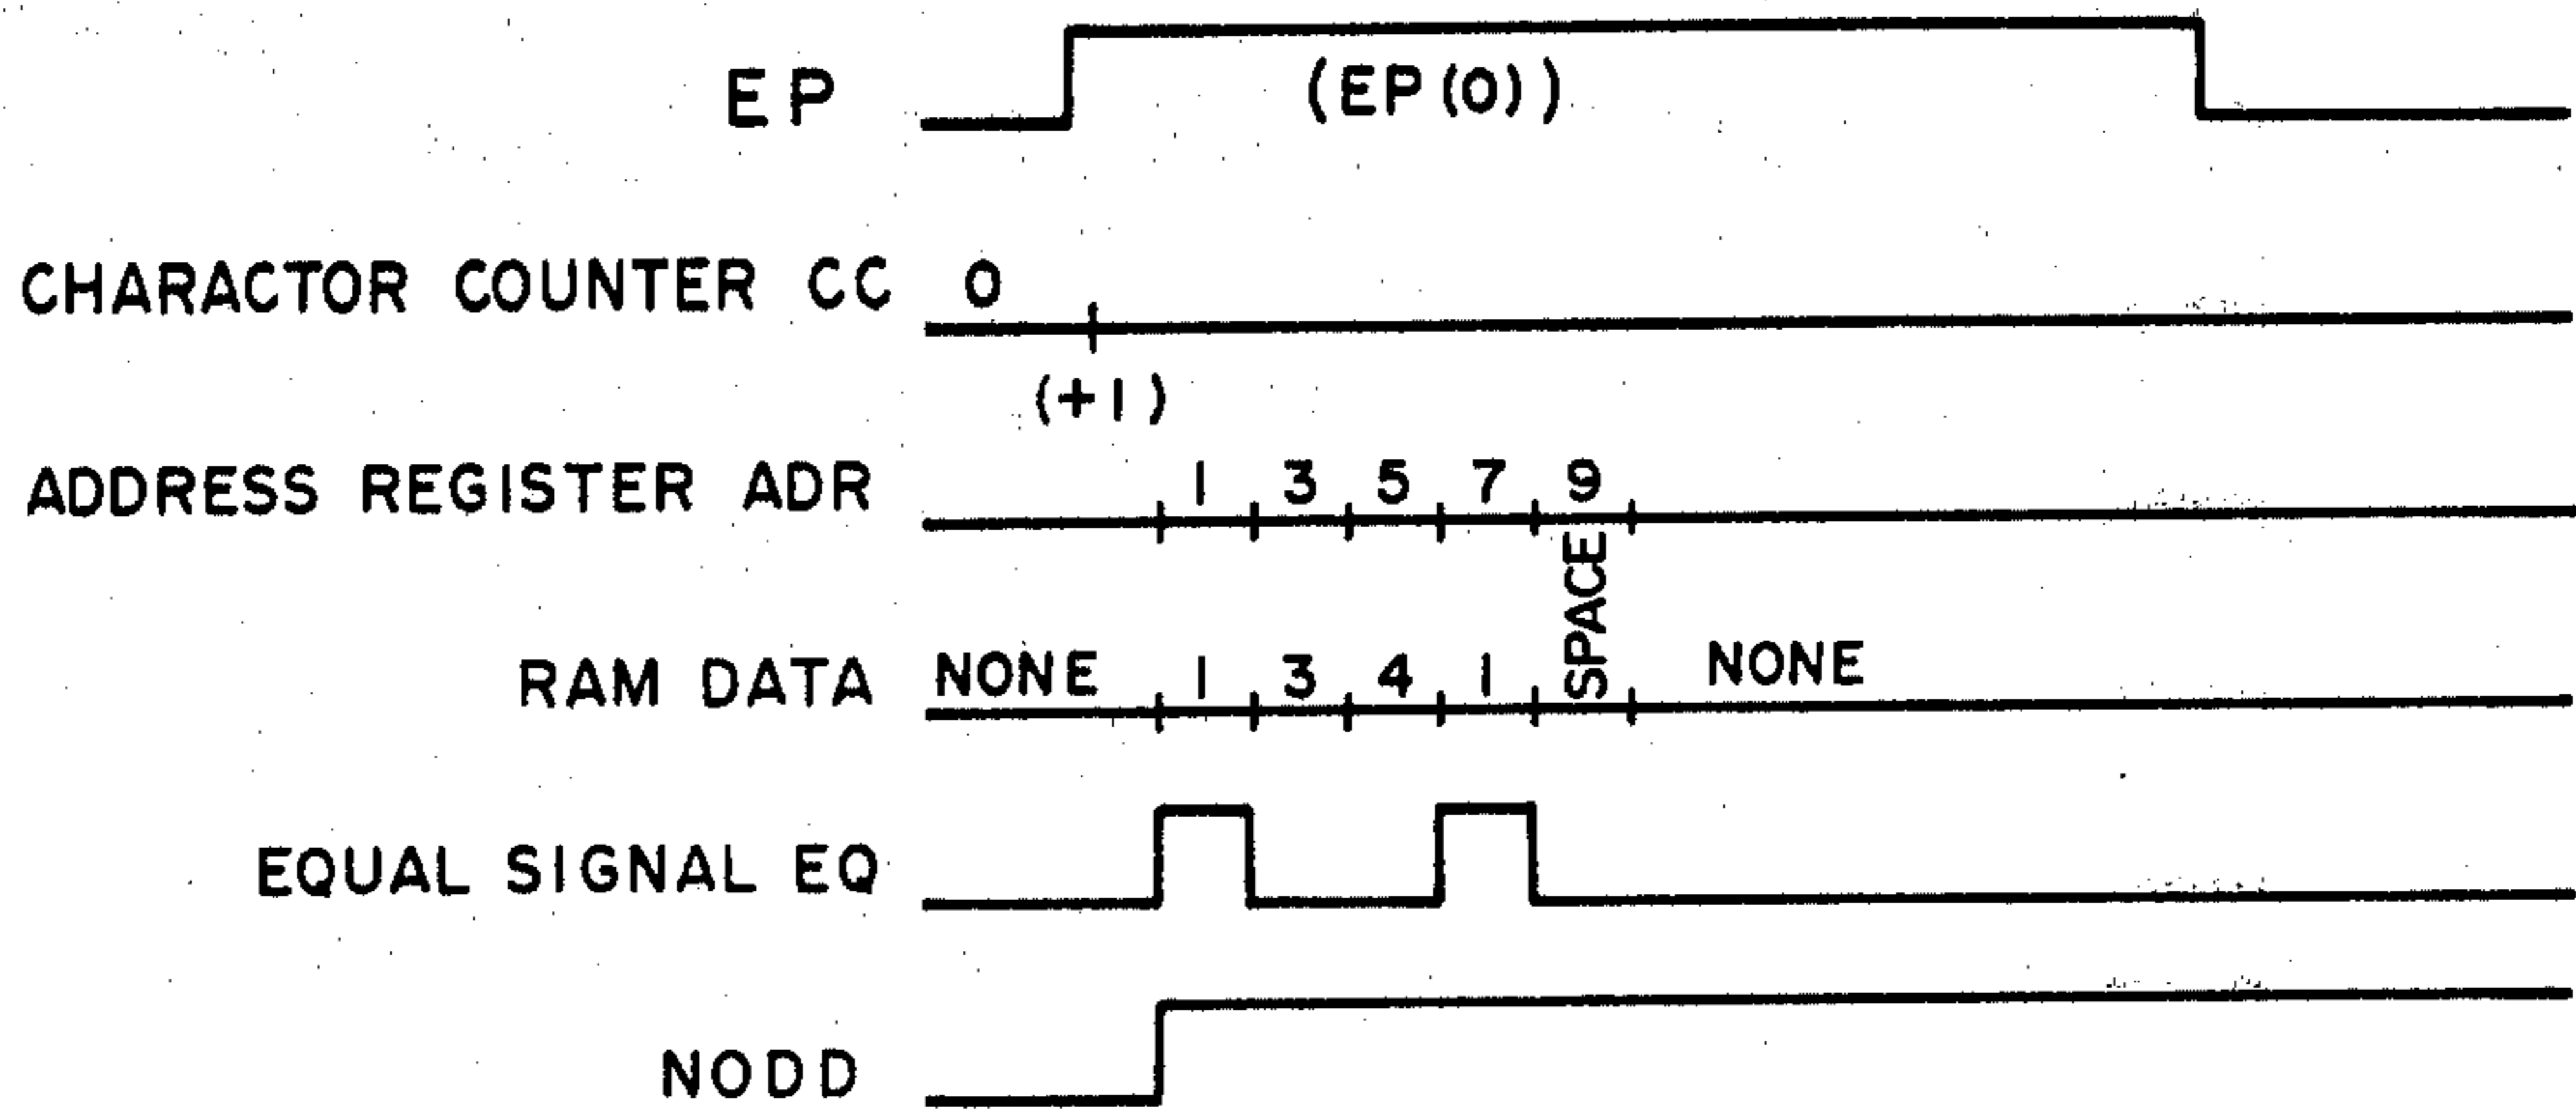 EP (EP(0))
CHARACTOR COUNTER CC 0
(+1)
ADDRESS REGISTER ADR 1 3 5 7 9
SPACE
RAM DATA NONE 1 3 4 1 NONE
EQUAL SIGNAL EQ
NODD